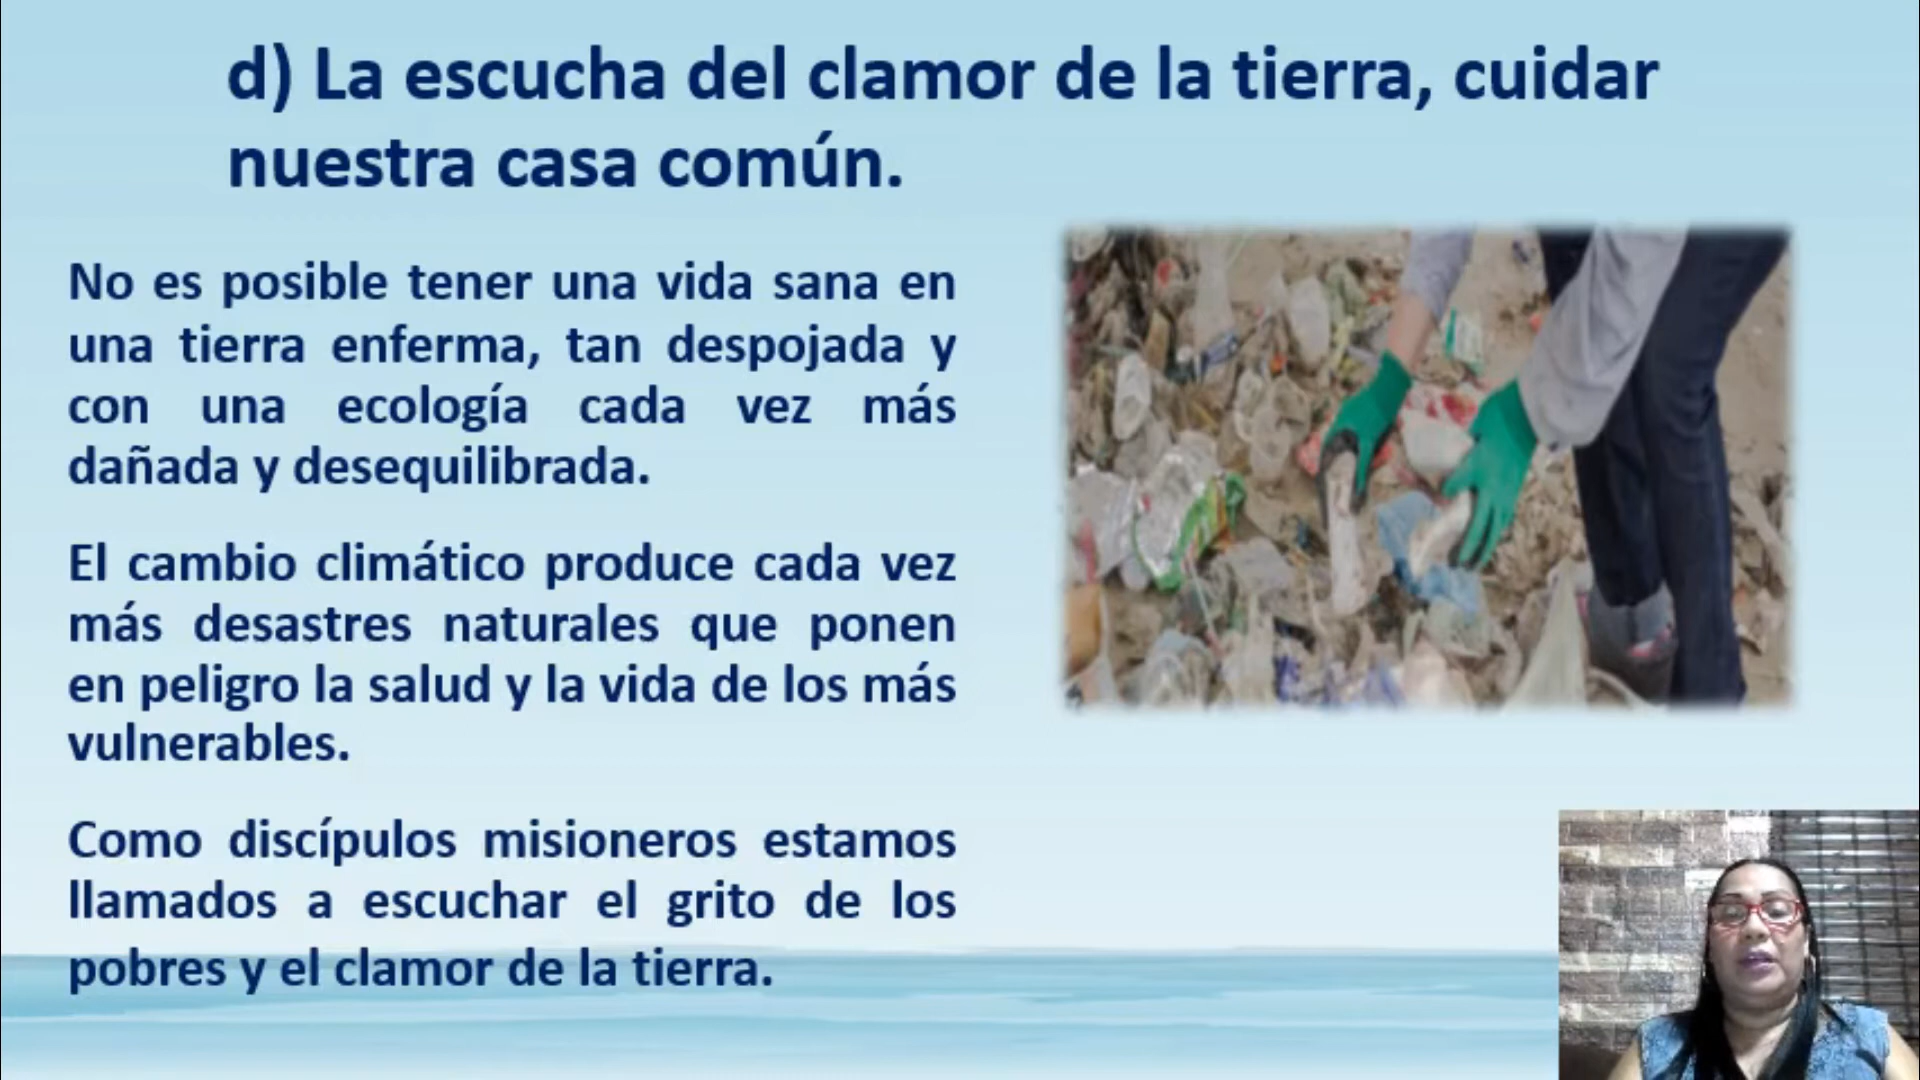 d) La escucha del clamor de la tierra, cuidar
nuestra casa común.
No es posible tener una vida sana en
una tierra enferma, tan despojada y
con una ecología cada vez más
dañada y desequilibrada.
El cambio climático produce cada vez
más desastres naturales que ponen
en peligro la salud y la vida de los más
vulnerables.
Como discípulos misioneros estamos
llamados a escuchar el grito de los
pobres y el clamor de la tierra.